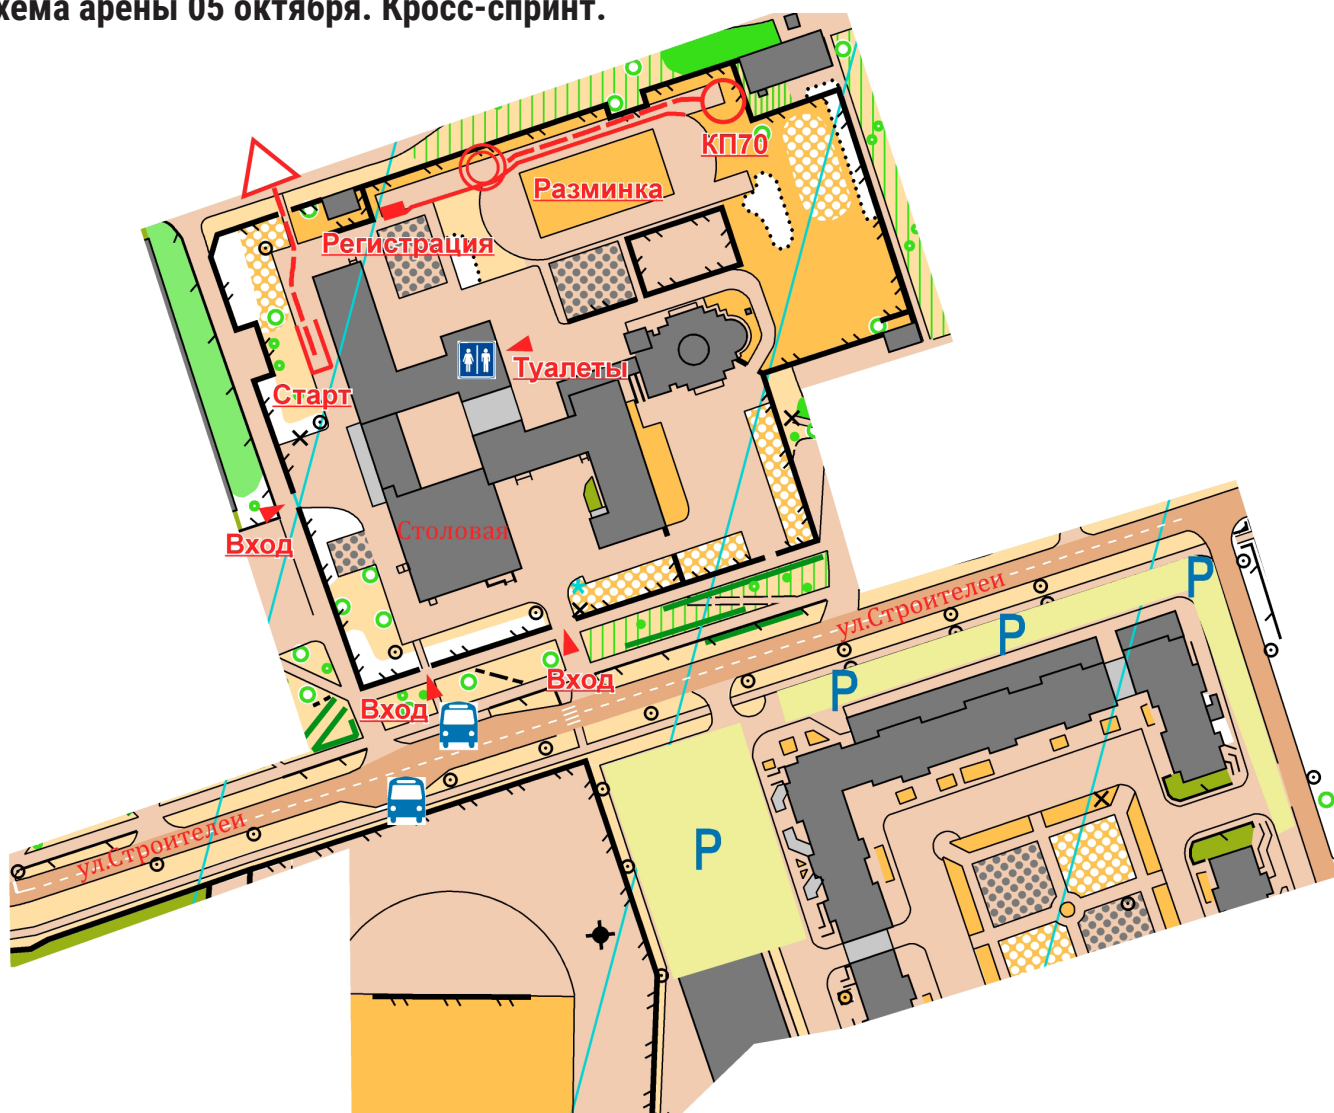 хема арены 05 октября. Кросс-спринт.
КП70
Разминка
Регистрация
Туалеты
Старт
Столовая
Вход
ул.Строителей
P
P
P
Вход
Вход
ул.Строителей
P